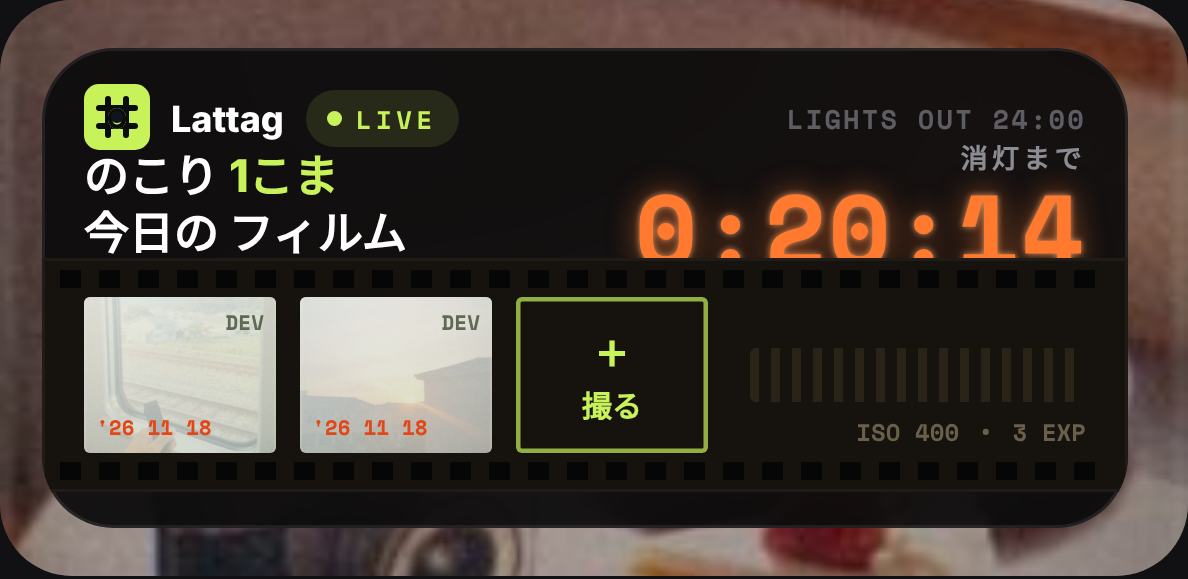 Lattag
LIVE
LIGHTS OUT 24:00
消灯まで
のこり 1こま
今日の フィルム
0:20:14
DEV
'26 11 18
DEV
'26 11 18
+
撮る
ISO 400 • 3 EXP